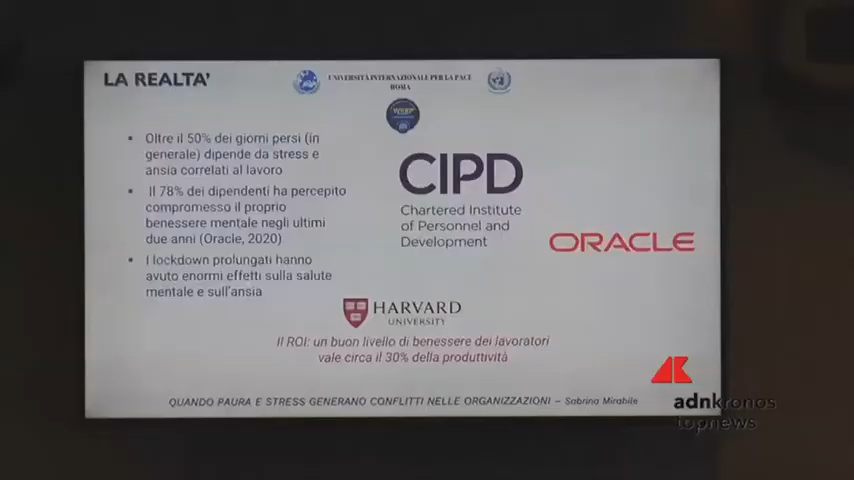 LA REALTA'
UNIVERSITÀ INTERNAZIONALE PER LA PACE
ROMA
Oltre il 50% dei giorni persi (in
generale) dipende da stress e
ansia correlati al lavoro
Il 78% dei dipendenti ha percepito
compromesso il proprio
benessere mentale negli ultimi
due anni (Oracle, 2020)
I lockdown prolungati hanno
avuto enormi effetti sulla salute
mentale e sull'ansia
CIPD
Chartered Institute
of Personnel and
Development
ORACLE
HARVARD
UNIVERSITY
Il ROI: un buon livello di benessere dei lavoratori
vale circa il 30% della produttività
QUANDO PAURA E STRESS GENERANO CONFLITTI NELLE ORGANIZZAZIONI – Sabrina Mirabile
adnkronos
topnews